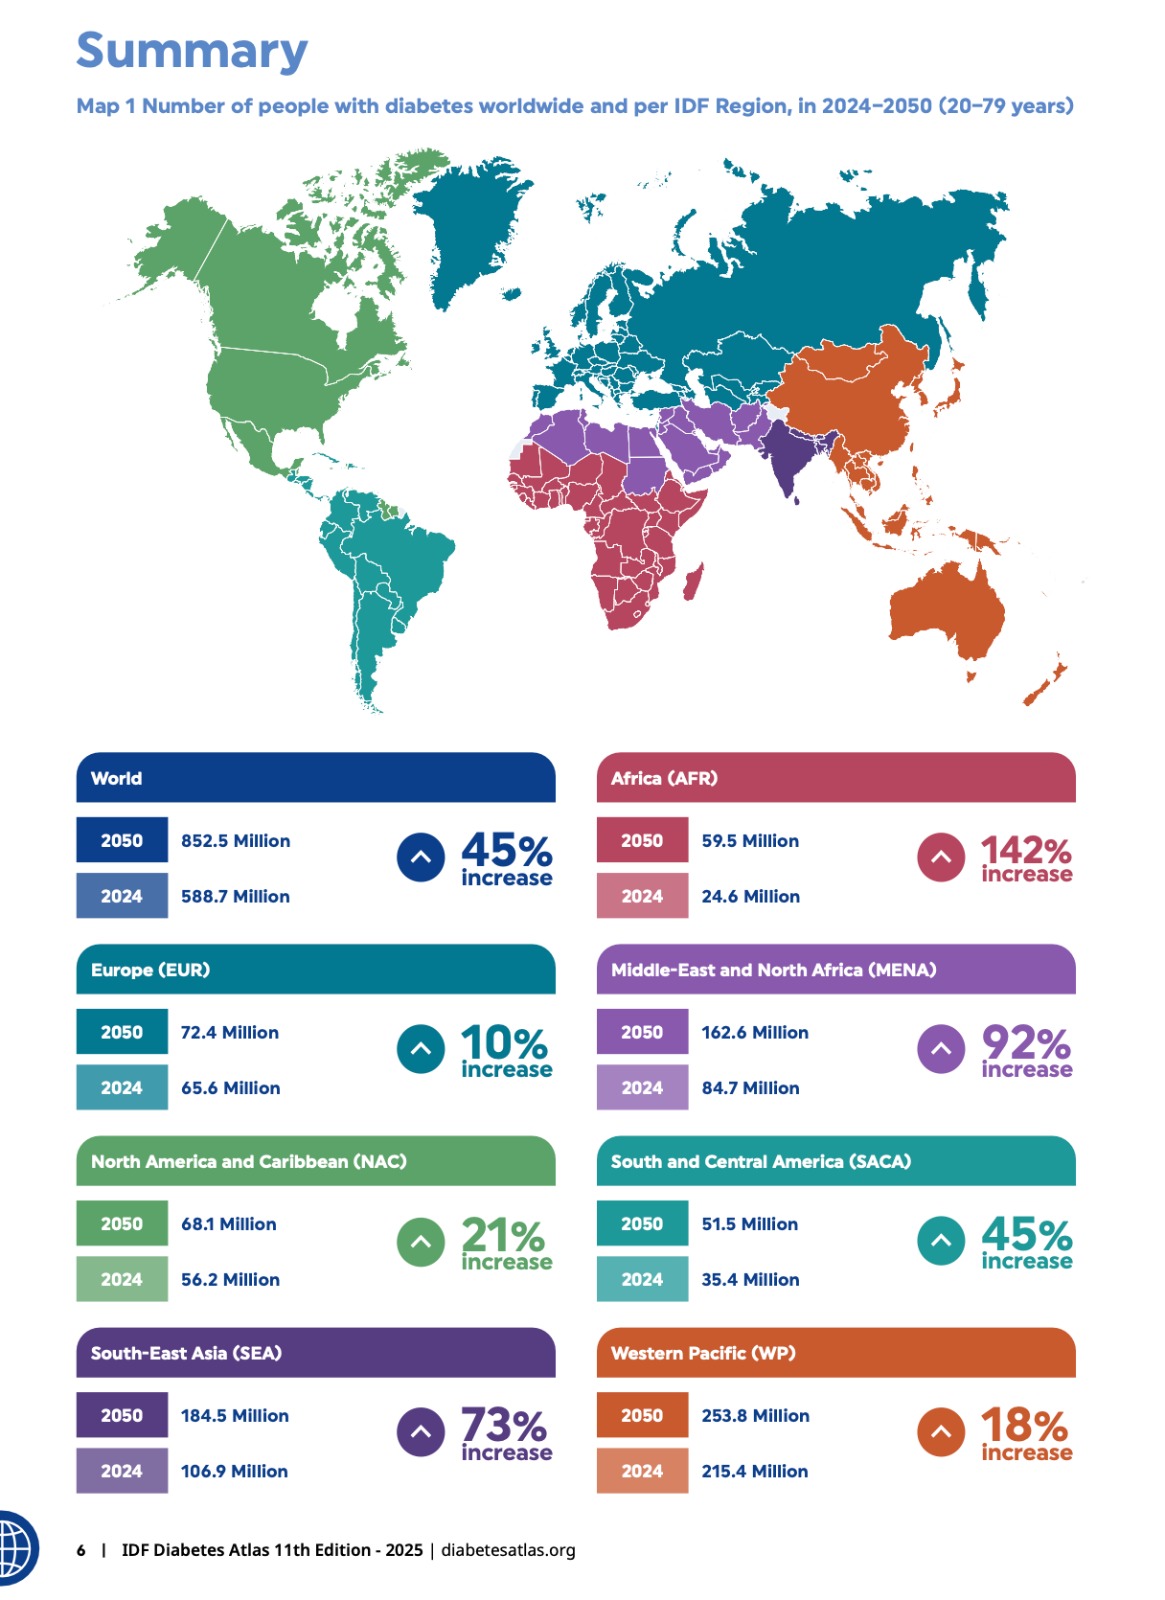 Summary
Map 1 Number of people with diabetes worldwide and per IDF Region, in 2024–2050 (20–79 years)
World
2050 852.5 Million
2024 588.7 Million
45%
increase
Africa (AFR)
2050 59.5 Million
2024 24.6 Million
142%
increase
Europe (EUR)
2050 72.4 Million
2024 65.6 Million
10%
increase
Middle-East and North Africa (MENA)
2050 162.6 Million
2024 84.7 Million
92%
increase
North America and Caribbean (NAC)
2050 68.1 Million
2024 56.2 Million
21%
increase
South and Central America (SACA)
2050 51.5 Million
2024 35.4 Million
45%
increase
South-East Asia (SEA)
2050 184.5 Million
2024 106.9 Million
73%
increase
Western Pacific (WP)
2050 253.8 Million
2024 215.4 Million
18%
increase
6 | IDF Diabetes Atlas 11th Edition - 2025 | diabetesatlas.org